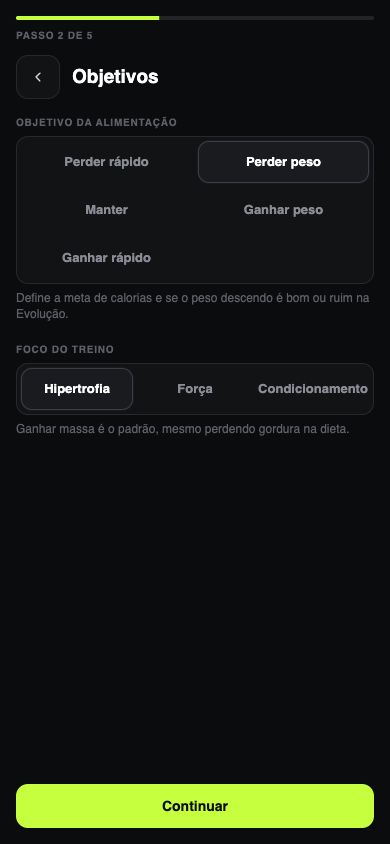 PASSO 2 DE 5
Objetivos
OBJETIVO DA ALIMENTAÇÃO
Perder rápido
Perder peso
Manter
Ganhar peso
Ganhar rápido
Define a meta de calorias e se o peso descendo é bom ou ruim na
Evolução.
FOCO DO TREINO
Hipertrofia
Força
Condicionamento
Ganhar massa é o padrão, mesmo perdendo gordura na dieta.
Continuar